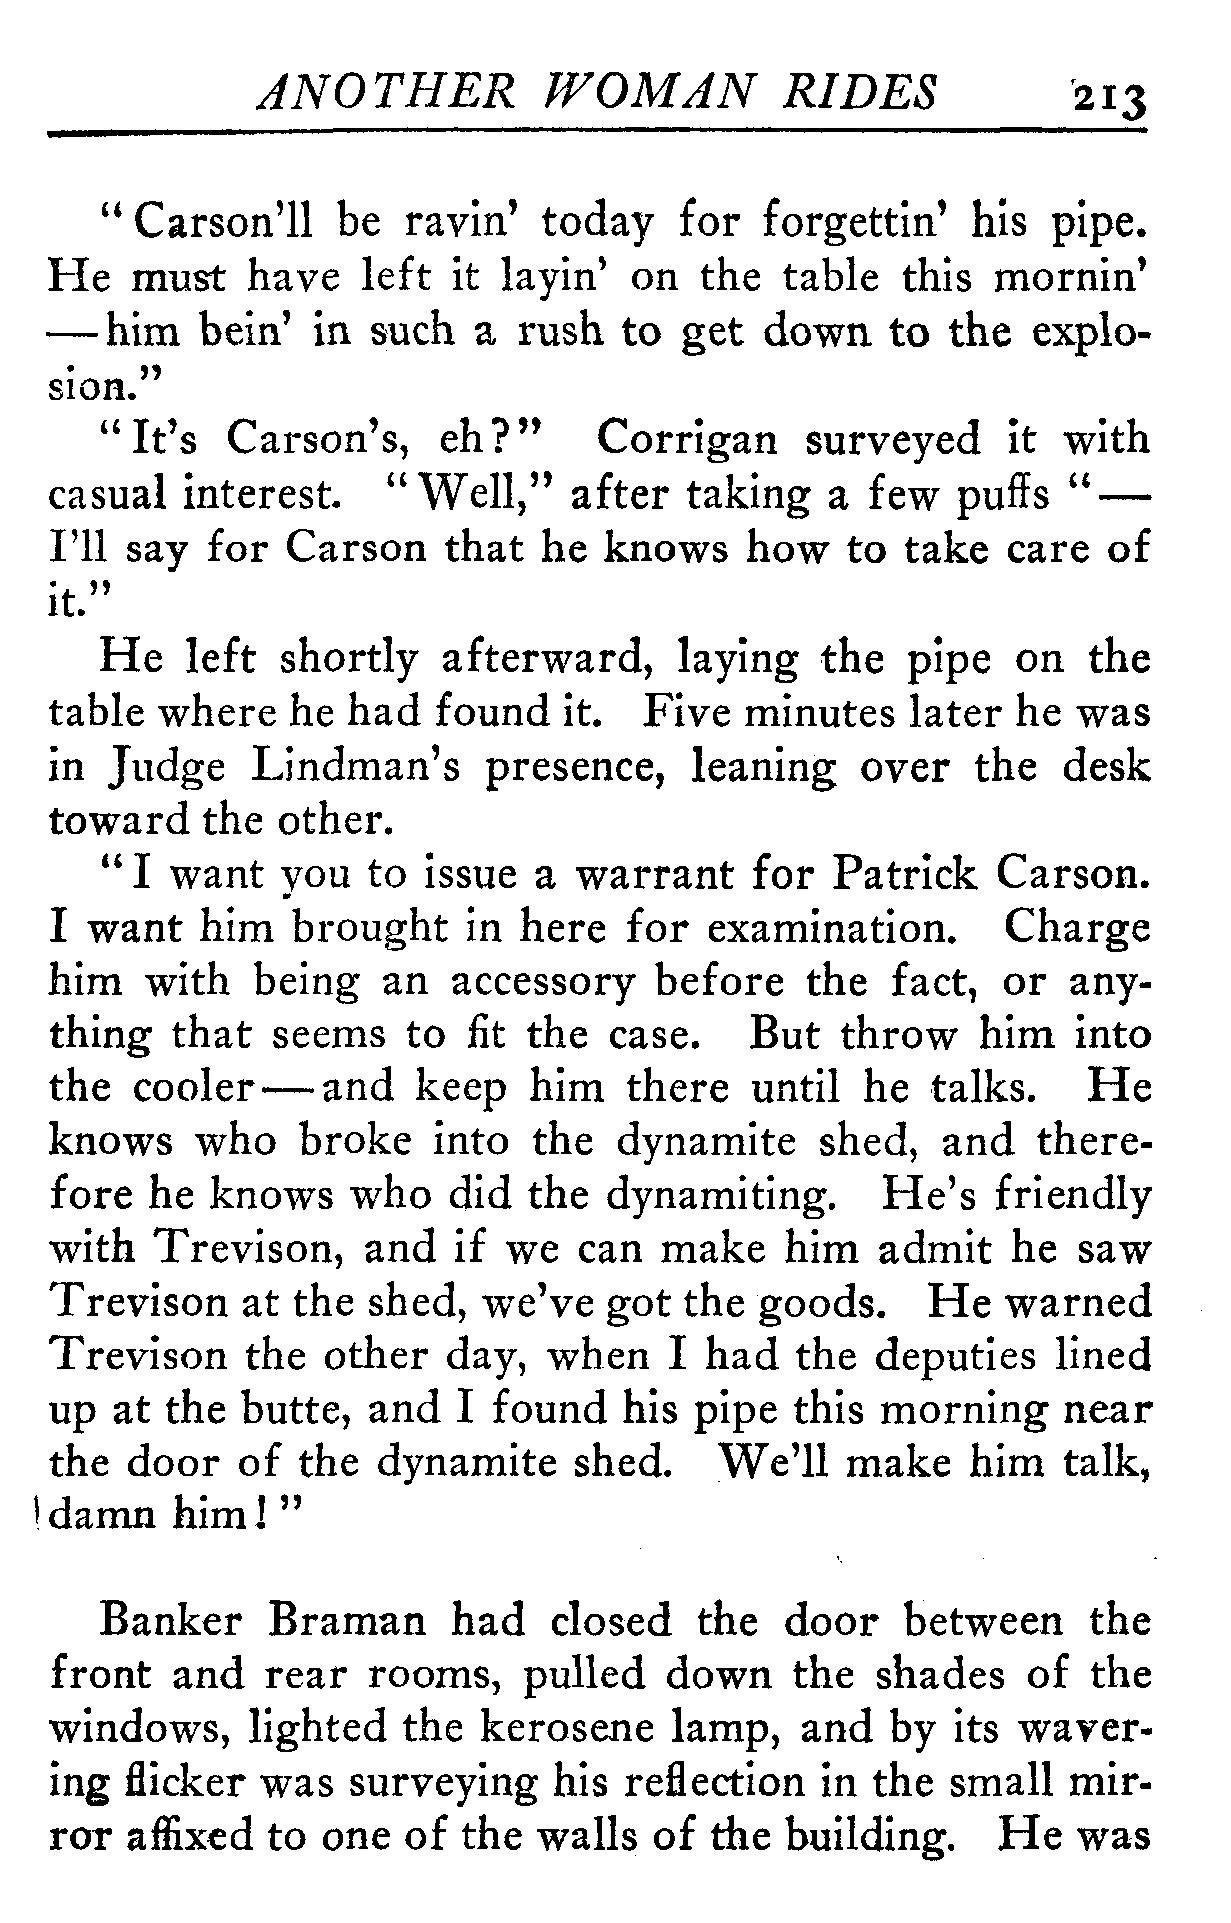 ANOTHER WOMAN RIDES 213
"Carson'll be ravin' today for forgettin' his pipe.
He must have left it layin' on the table this mornin'
—him bein' in such a rush to get down to the explo-
sion."
"It's Carson's, eh?" Corrigan surveyed it with
casual interest. "Well," after taking a few puffs "—
I'll say for Carson that he knows how to take care of
it."
He left shortly afterward, laying the pipe on the
table where he had found it. Five minutes later he was
in Judge Lindman's presence, leaning over the desk
toward the other.
"I want you to issue a warrant for Patrick Carson.
I want him brought in here for examination. Charge
him with being an accessory before the fact, or any-
thing that seems to fit the case. But throw him into
the cooler—and keep him there until he talks. He
knows who broke into the dynamite shed, and there-
fore he knows who did the dynamiting. He's friendly
with Trevison, and if we can make him admit he saw
Trevison at the shed, we've got the goods. He warned
Trevison the other day, when I had the deputies lined
up at the butte, and I found his pipe this morning near
the door of the dynamite shed. We'll make him talk,
damn him!"
Banker Braman had closed the door between the
front and rear rooms, pulled down the shades of the
windows, lighted the kerosene lamp, and by its waver-
ing flicker was surveying his reflection in the small mir-
ror affixed to one of the walls of the building. He was